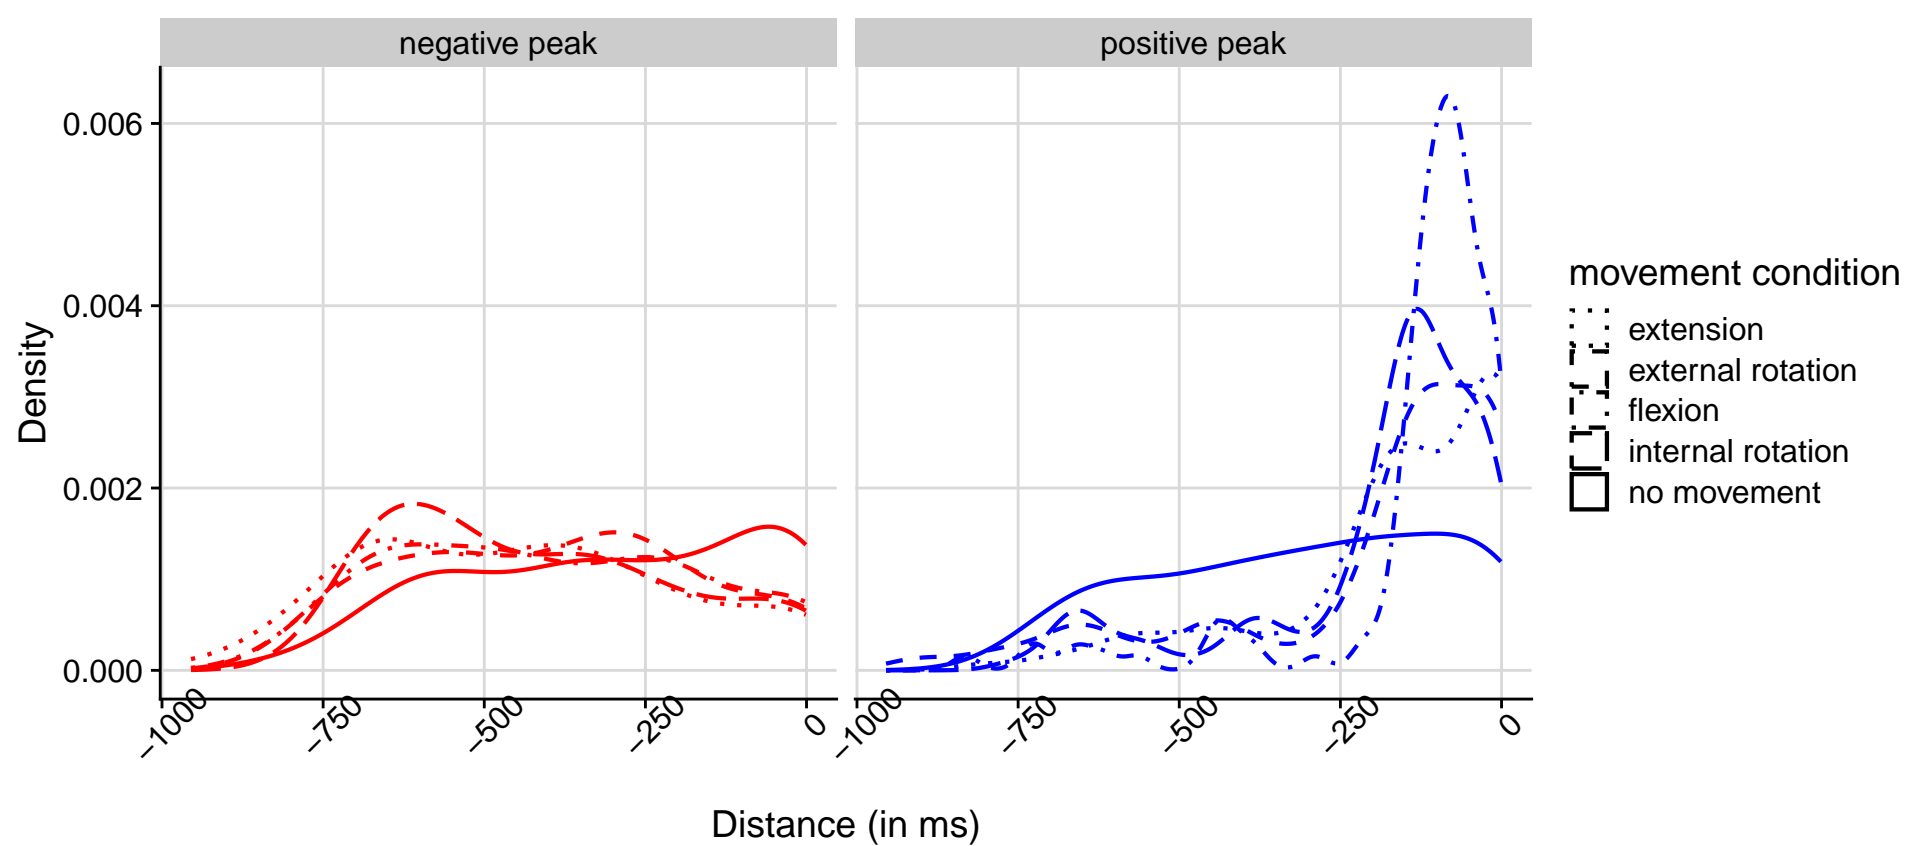 negative peak
positive peak
Density
0.006
0.004
0.002
0.000
−1000
−750
−500
−250
0
−1000
−750
−500
−250
0
Distance (in ms)
movement condition
extension
external rotation
flexion
internal rotation
no movement